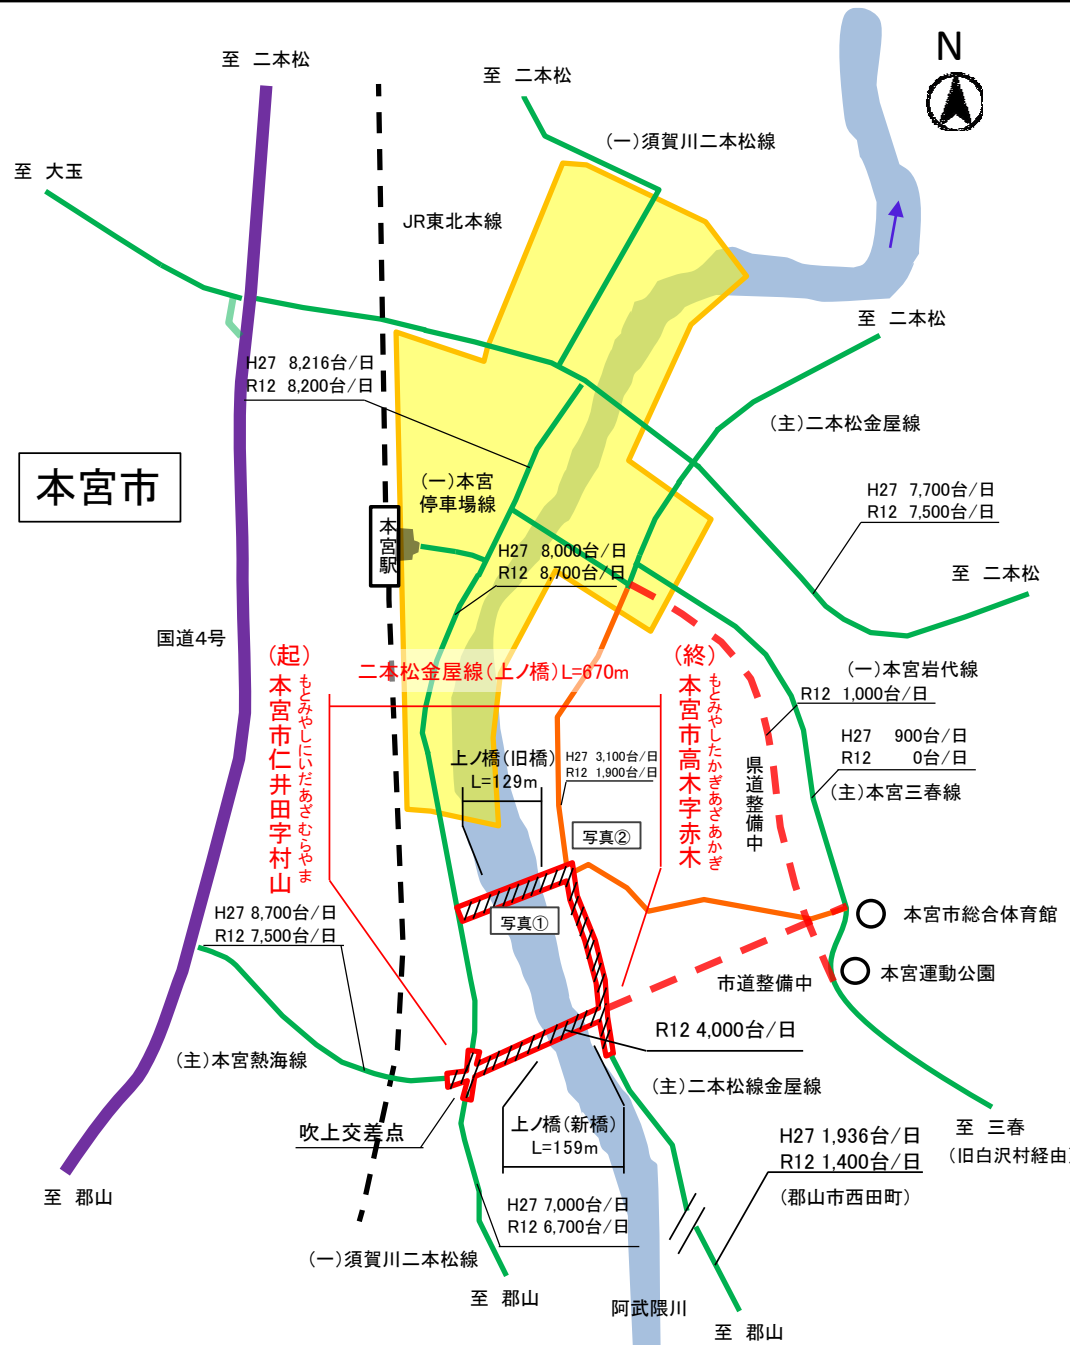 N
至 二本松
至 二本松
(一)須賀川二本松線
至 大玉
JR東北本線
至 二本松
H27 8,216台/日
R12 8,200台/日
(主)二本松金屋線
本宮市
(一)本宮
停車場線
H27 7,700台/日
R12 7,500台/日
本宮駅
H27 8,000台/日
R12 8,700台/日
至 二本松
国道4号
(起)
本宮市仁井田字村山
もとみやしにいだあざむらやま
二本松金屋線(上ノ橋)L=670m
(終)
本宮市高木字赤木
もとみやしたかぎあざあかぎ
(一)本宮岩代線
R12 1,000台/日
H27 900台/日
R12 0台/日
(主)本宮三春線
県道整備中
上ノ橋(旧橋)
L=129m
H27 3,100台/日
R12 1,900台/日
写真②
写真①
H27 8,700台/日
R12 7,500台/日
本宮市総合体育館
本宮運動公園
市道整備中
R12 4,000台/日
(主)本宮熱海線
(主)二本松線金屋線
吹上交差点
上ノ橋(新橋)
L=159m
H27 1,936台/日
R12 1,400台/日
(郡山市西田町)
至 三春
(旧白沢村経由)
至 郡山
H27 7,000台/日
R12 6,700台/日
(一)須賀川二本松線
至 郡山
阿武隈川
至 郡山